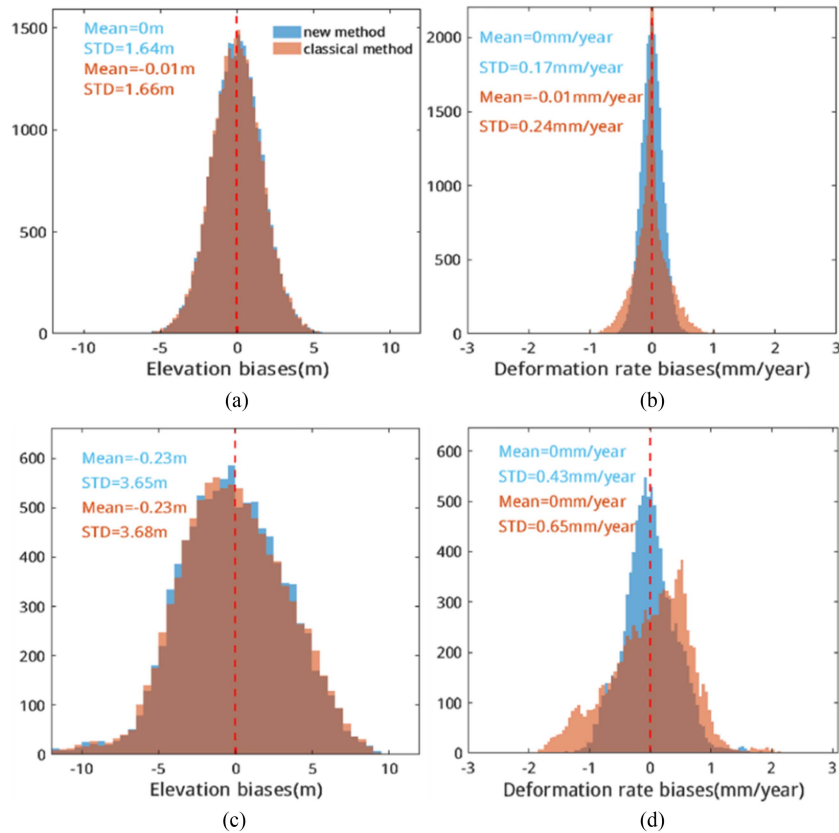 1500
1000
500
0
Mean=0m
STD=1.64m
Mean=-0.01m
STD=1.66m
new method
classical method
-10 -5 0 5 10
Elevation biases(m)
(a)
2000
1500
1000
500
0
Mean=0mm/year
STD=0.17mm/year
Mean=-0.01mm/year
STD=0.24mm/year
-3 -2 -1 0 1 2 3
Deformation rate biases(mm/year)
(b)
600
500
400
300
200
100
0
Mean=-0.23m
STD=3.65m
Mean=-0.23m
STD=3.68m
-10 -5 0 5 10
Elevation biases(m)
(c)
600
500
400
300
200
100
0
Mean=0mm/year
STD=0.43mm/year
Mean=0mm/year
STD=0.65mm/year
-3 -2 -1 0 1 2 3
Deformation rate biases(mm/year)
(d)